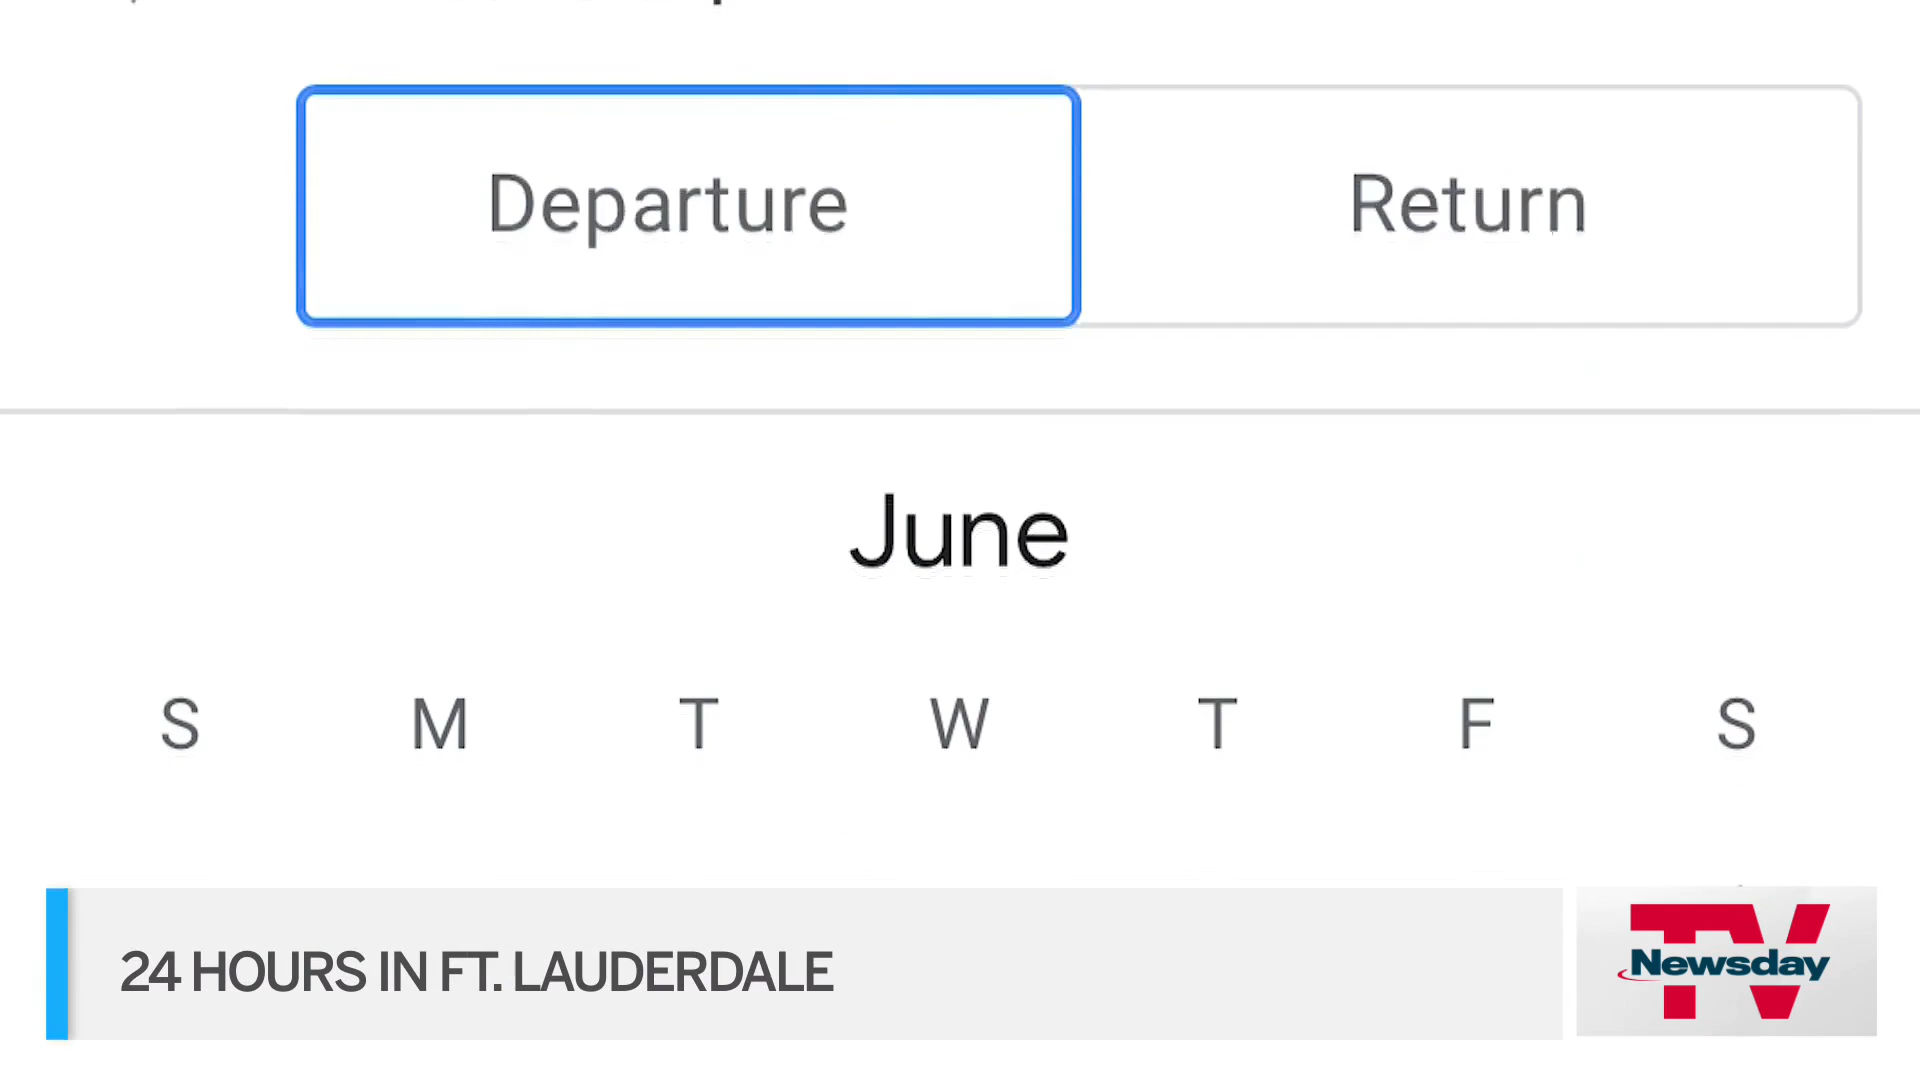 Departure Return
June
S M T W T F S
24 HOURS IN FT. LAUDERDALE
TV
Newsday